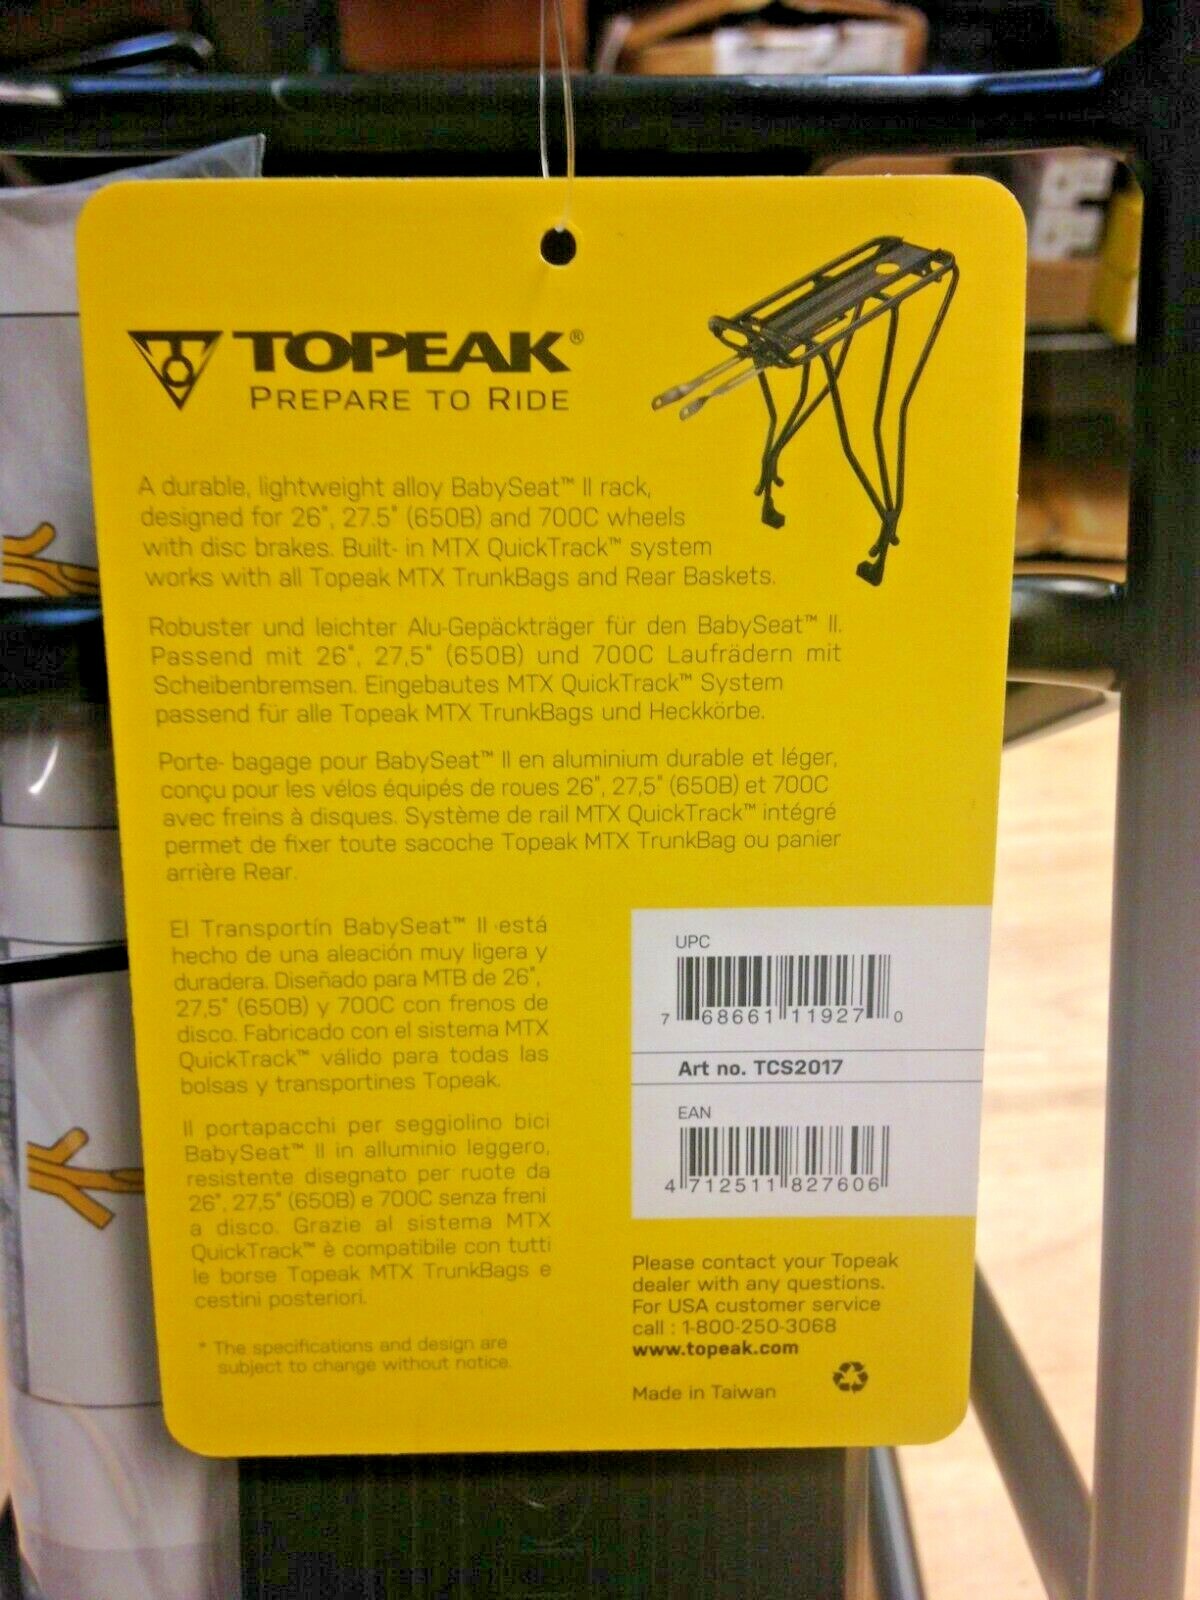 TOPEAK®
PREPARE TO RIDE
A durable, lightweight alloy BabySeat™ II rack,
designed for 26", 27.5" (650B) and 700C wheels
with disc brakes. Built- in MTX QuickTrack™ system
works with all Topeak MTX TrunkBags and Rear Baskets.
Robuster und leichter Alu-Gepäckträger für den BabySeat™ II.
Passend mit 26", 27,5" (650B) und 700C Laufrädern mit
Scheibenbremsen. Eingebautes MTX QuickTrack™ System
passend für alle Topeak MTX TrunkBags und Heckkörbe.
Porte- bagage pour BabySeat™ II en aluminium durable et léger,
conçu pour les vélos équipés de roues 26", 27,5" (650B) et 700C
avec freins à disques. Système de rail MTX QuickTrack™ intégré
permet de fixer toute sacoche Topeak MTX TrunkBag ou panier
arrière Rear.
El Transportín BabySeat™ II está
hecho de una aleación muy ligera y
duradera. Diseñado para MTB de 26",
27,5" (650B) y 700C con frenos de
disco. Fabricado con el sistema MTX
QuickTrack™ válido para todas las
bolsas y transportines Topeak.
Il portapacchi per seggiolino bici
BabySeat™ II in alluminio leggero,
resistente disegnato per ruote da
26", 27,5" (650B) e 700C senza freni
a disco. Grazie al sistema MTX
QuickTrack™ è compatibile con tutti
le borse Topeak MTX TrunkBags e
cestini posteriori.
* The specifications and design are
subject to change without notice.
UPC
7 68661 11927 0
Art no. TCS2017
EAN
4 712511 827606
Please contact your Topeak
dealer with any questions.
For USA customer service
call : 1-800-250-3068
www.topeak.com
Made in Taiwan